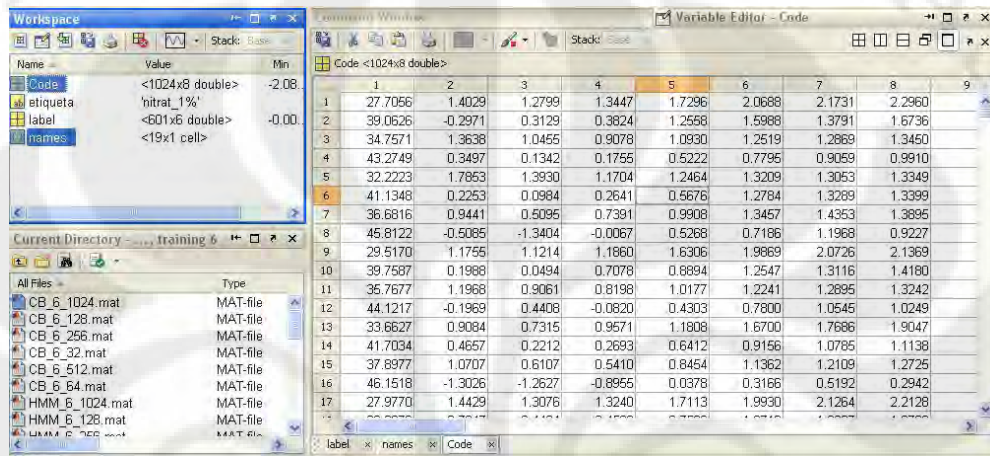 Workspace
Stack: Base
Name Value Min
Code <1024x8 double> -2.08..
etiqueta 'nitrat_1%'
label <601x6 double> -0.00..
names <19x1 cell>
Current Directory - ..., training 6
All Files Type
CB_6_1024.mat MAT-file
CB_6_128.mat MAT-file
CB_6_256.mat MAT-file
CB_6_32.mat MAT-file
CB_6_512.mat MAT-file
CB_6_64.mat MAT-file
HMM_6_1024.mat MAT-file
HMM_6_128.mat MAT-file
HMM_6_256.mat MAT-file
Command Window
Variable Editor - Code
Stack: Base
Code <1024x8 double>
1 2 3 4 5 6 7 8 9
1 27.7056 1.4029 1.2799 1.3447 1.7296 2.0688 2.1731 2.2960
2 39.0626 -0.2971 0.3129 0.3824 1.2558 1.5988 1.3791 1.6736
3 34.7571 1.3638 1.0455 0.9078 1.0930 1.2519 1.2869 1.3450
4 43.2749 0.3497 0.1342 0.1755 0.5222 0.7795 0.9059 0.9910
5 32.2223 1.7853 1.3930 1.1704 1.2464 1.3209 1.3053 1.3349
6 41.1348 0.2253 0.0984 0.2641 0.5676 1.2784 1.3289 1.3399
7 36.6816 0.9441 0.5095 0.7391 0.9908 1.3457 1.4353 1.3895
8 45.8122 -0.5085 -1.3404 -0.0067 0.5268 0.7186 1.1968 0.9227
9 29.5170 1.1755 1.1214 1.1860 1.6306 1.9869 2.0726 2.1369
10 39.7587 0.1988 0.0494 0.7078 0.8894 1.2547 1.3116 1.4180
11 35.7677 1.1968 0.9061 0.8198 1.0177 1.2241 1.2895 1.3242
12 44.1217 -0.1969 0.4408 -0.0820 0.4303 0.7800 1.0545 1.0249
13 33.6627 0.9084 0.7315 0.9571 1.1808 1.6700 1.7686 1.9047
14 41.7034 0.4657 0.2212 0.2693 0.6412 0.9156 1.0785 1.1138
15 37.8977 1.0707 0.6107 0.5410 0.8454 1.1362 1.2109 1.2725
16 46.1518 -1.3026 -1.2627 -0.8955 0.0378 0.3166 0.5192 0.2942
17 27.9770 1.4429 1.3076 1.3240 1.7113 1.9930 2.1264 2.2128
label names Code